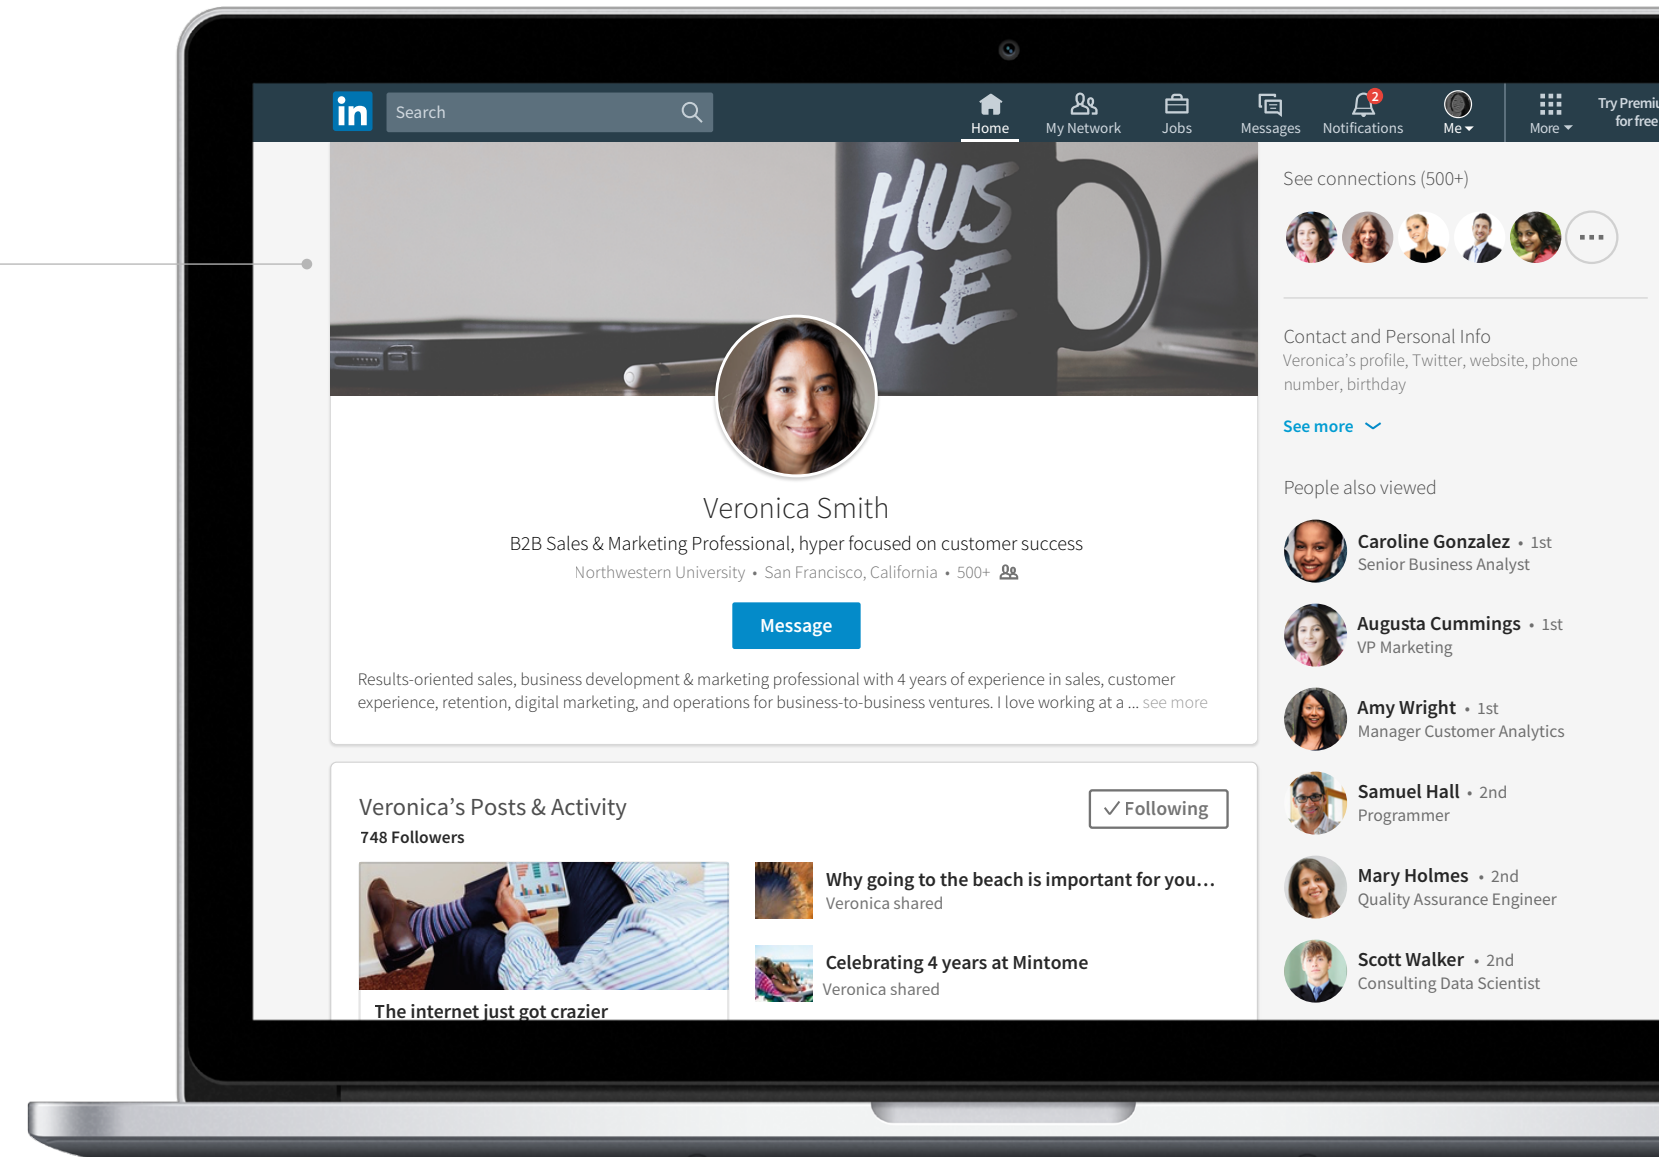 in
Search
Home
My Network
Jobs
Messages
2
Notifications
Me
More
Try Premiu
for free
HUS
TLE
Veronica Smith
B2B Sales & Marketing Professional, hyper focused on customer success
Northwestern University • San Francisco, California • 500+
Message
Results-oriented sales, business development & marketing professional with 4 years of experience in sales, customer
experience, retention, digital marketing, and operations for business-to-business ventures. I love working at a ... see more
Veronica’s Posts & Activity
748 Followers
✓ Following
The internet just got crazier
Why going to the beach is important for you…
Veronica shared
Celebrating 4 years at Mintome
Veronica shared
See connections (500+)
Contact and Personal Info
Veronica’s profile, Twitter, website, phone
number, birthday
See more
People also viewed
Caroline Gonzalez • 1st
Senior Business Analyst
Augusta Cummings • 1st
VP Marketing
Amy Wright • 1st
Manager Customer Analytics
Samuel Hall • 2nd
Programmer
Mary Holmes • 2nd
Quality Assurance Engineer
Scott Walker • 2nd
Consulting Data Scientist